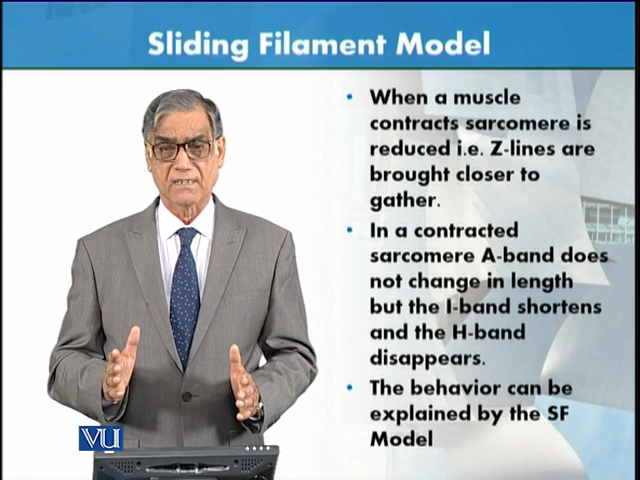 Sliding Filament Model
• When a muscle
contracts sarcomere is
reduced i.e. Z-lines are
brought closer to
gather.
• In a contracted
sarcomere A-band does
not change in length
but the I-band shortens
and the H-band
disappears.
• The behavior can be
explained by the SF
Model
VU